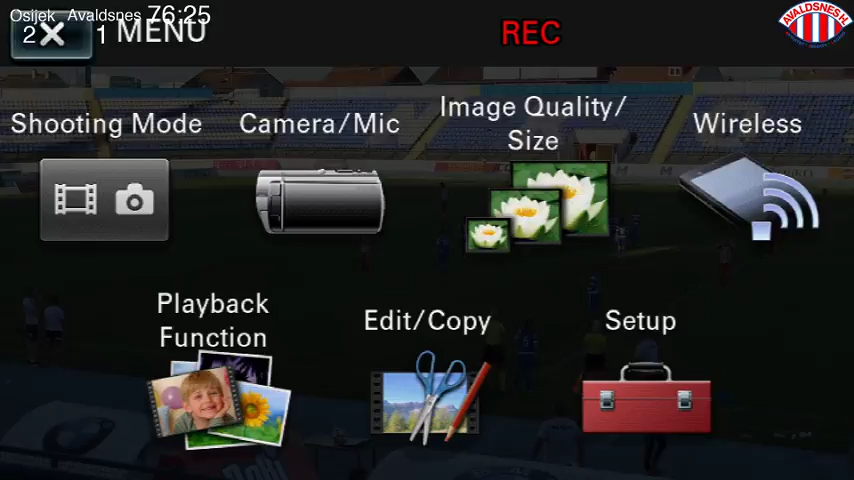 Osijek Avaldsnes 76:25
2 1 MENU
REC
AVALDSNES IL
Shooting Mode
Camera/Mic
Image Quality/
Size
Wireless
Playback
Function
Edit/Copy
Setup